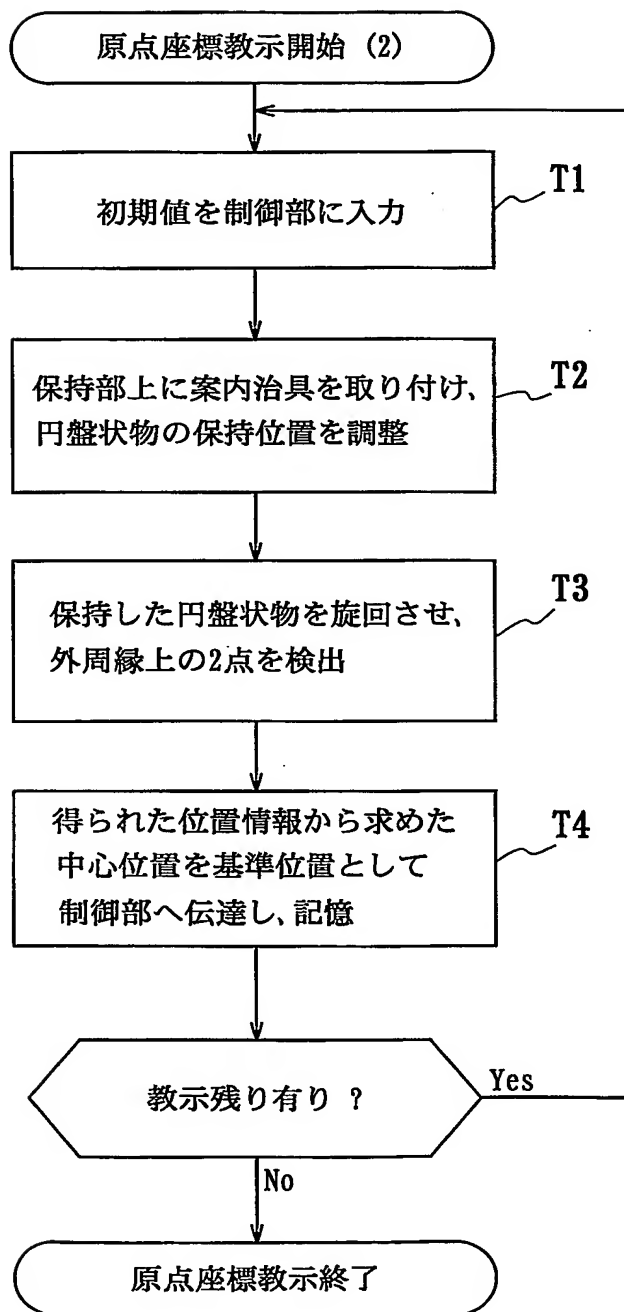 原点座標教示開始 (2)
初期値を制御部に入力
T1
保持部上に案内治具を取り付け、
円盤状物の保持位置を調整
T2
保持した円盤状物を旋回させ、
外周縁上の2点を検出
T3
得られた位置情報から求めた
中心位置を基準位置として
制御部へ伝達し、記憶
T4
教示残り有り ?
Yes
No
原点座標教示終了